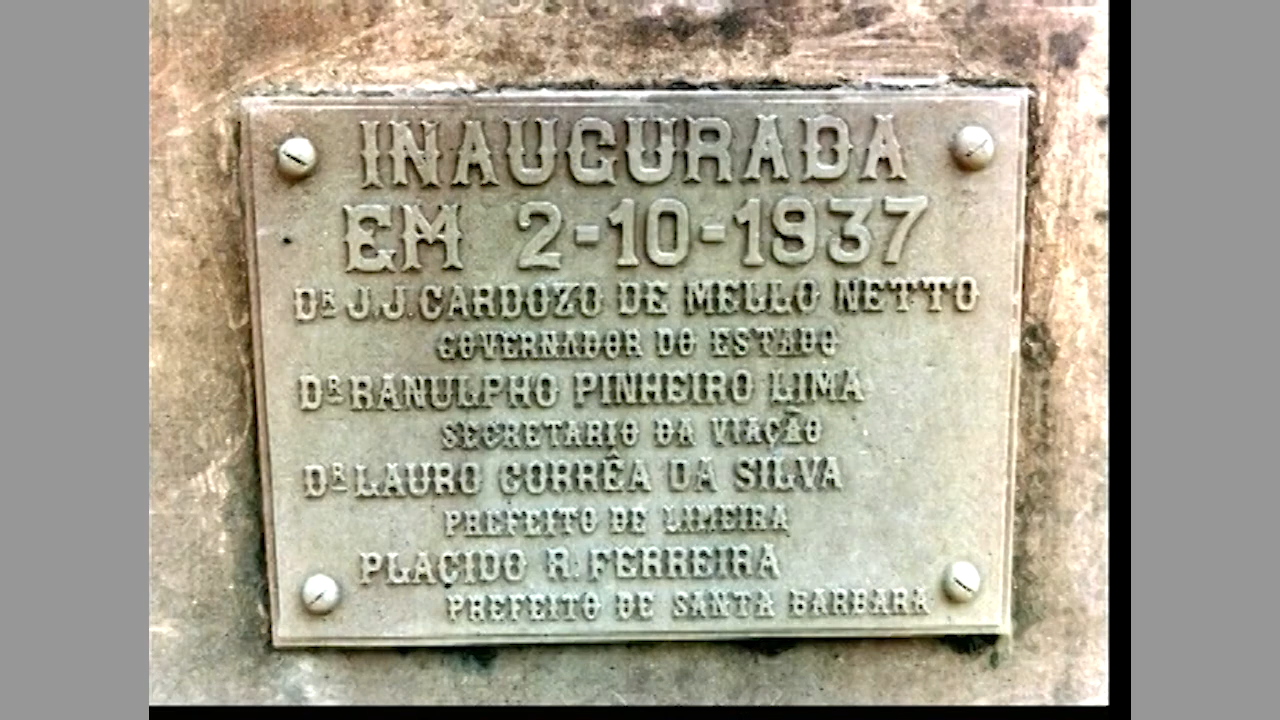 INAUGURADA
EM 2-10-1937
DR J.J. CARDOZO DE MELLO NETTO
GOVERNADOR DO ESTADO
DR RANULPHO PINHEIRO LIMA
SECRETARIO DA VIAÇÃO
DR LAURO CORRÊA DA SILVA
PREFEITO DE LIMEIRA
PLACIDO R. FERREIRA
PREFEITO DE SANTA BARBARA